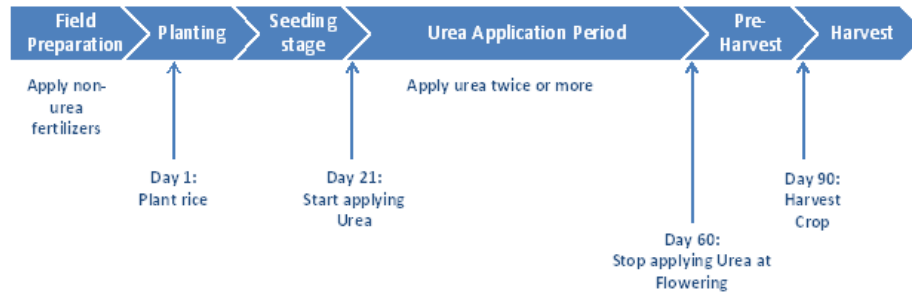 Field
Preparation
Planting
Seeding
stage
Urea Application Period
Pre-
Harvest
Harvest
Apply non-
urea
fertilizers
Apply urea twice or more
Day 1:
Plant rice
Day 21:
Start applying
Urea
Day 60:
Stop applying Urea at
Flowering
Day 90:
Harvest
Crop